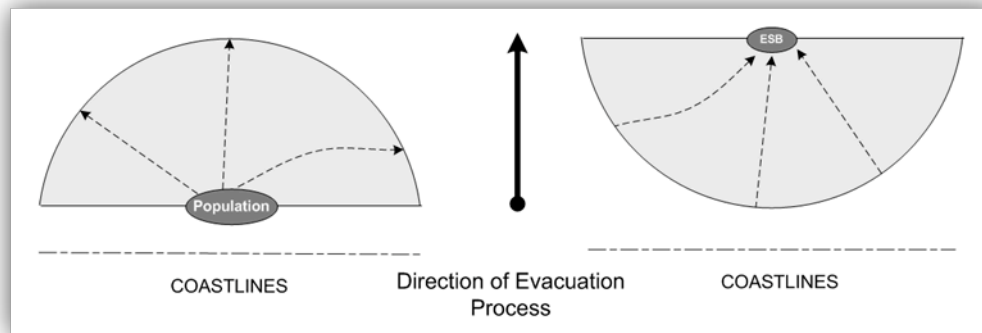 ESB
Population
COASTLINES
Direction of Evacuation
Process
COASTLINES